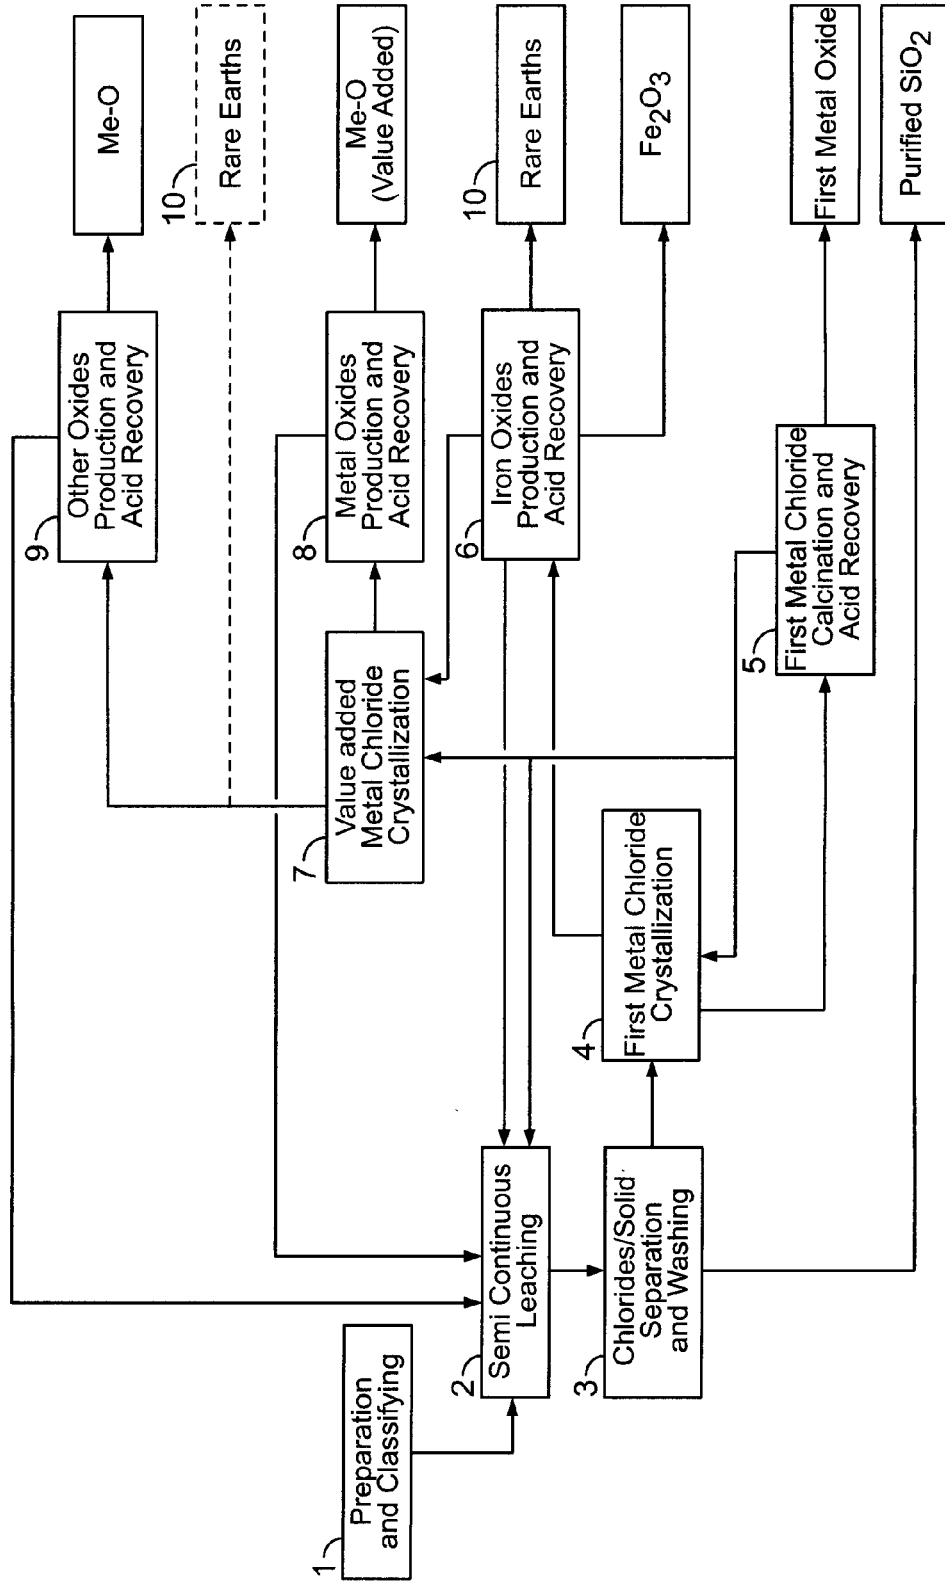 1
Preparation
and Classifying
2
Semi Continuous
Leaching
3
Chlorides/Solid
Separation
and Washing
4
First Metal Chloride
Crystallization
5
First Metal Chloride
Calcination and
Acid Recovery
6
Iron Oxides
Production and
Acid Recovery
7
Value added
Metal Chloride
Crystallization
8
Metal Oxides
Production and
Acid Recovery
9
Other Oxides
Production and
Acid Recovery
Me-O
10
Rare Earths
Me-O
(Value Added)
10
Rare Earths
Fe2O3
First Metal Oxide
Purified SiO2